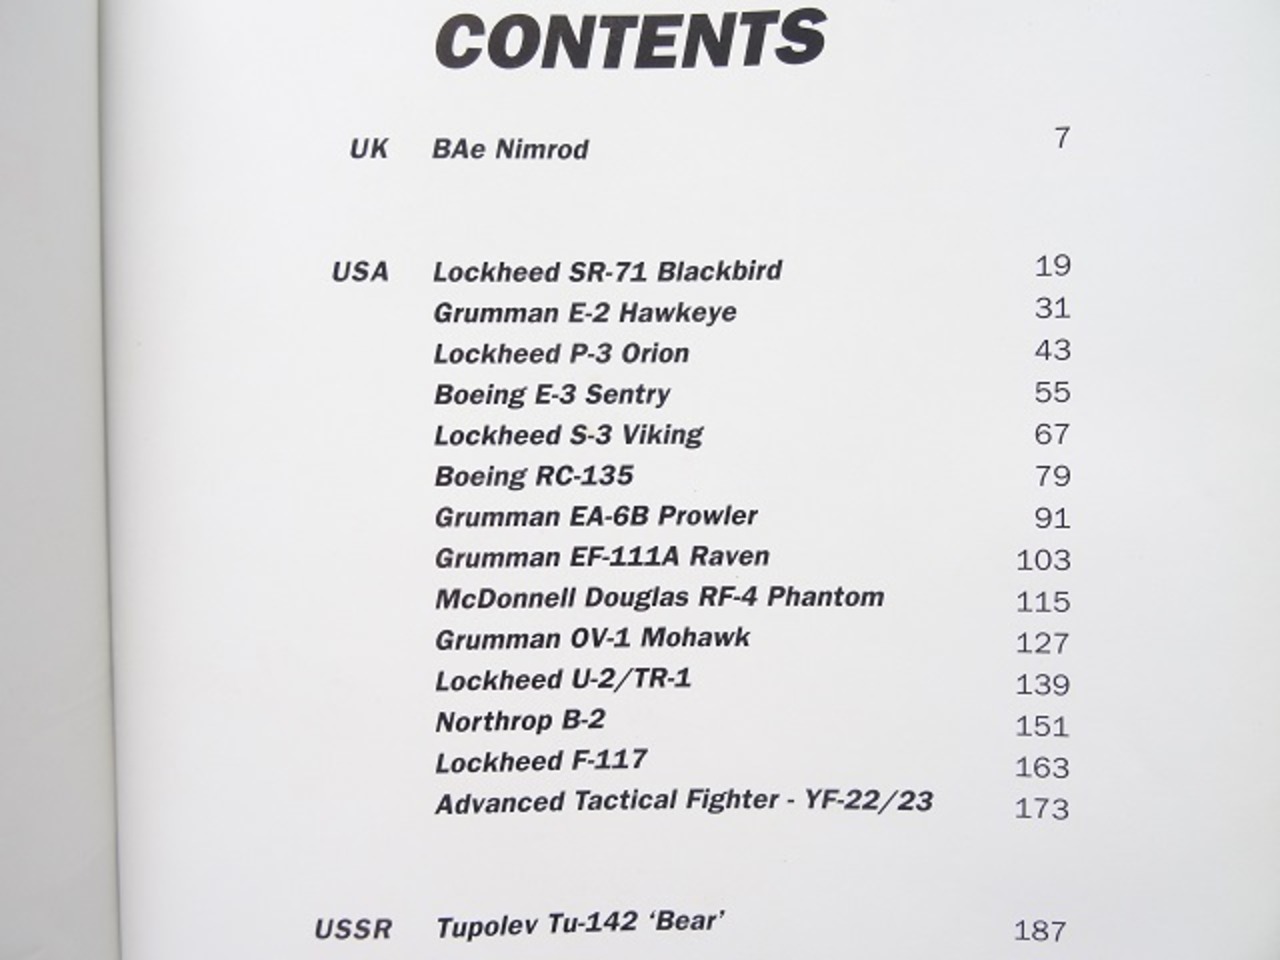 CONTENTS
UK BAe Nimrod 7
USA Lockheed SR-71 Blackbird 19
Grumman E-2 Hawkeye 31
Lockheed P-3 Orion 43
Boeing E-3 Sentry 55
Lockheed S-3 Viking 67
Boeing RC-135 79
Grumman EA-6B Prowler 91
Grumman EF-111A Raven 103
McDonnell Douglas RF-4 Phantom 115
Grumman OV-1 Mohawk 127
Lockheed U-2/TR-1 139
Northrop B-2 151
Lockheed F-117 163
Advanced Tactical Fighter - YF-22/23 173
USSR Tupolev Tu-142 ‘Bear’ 187